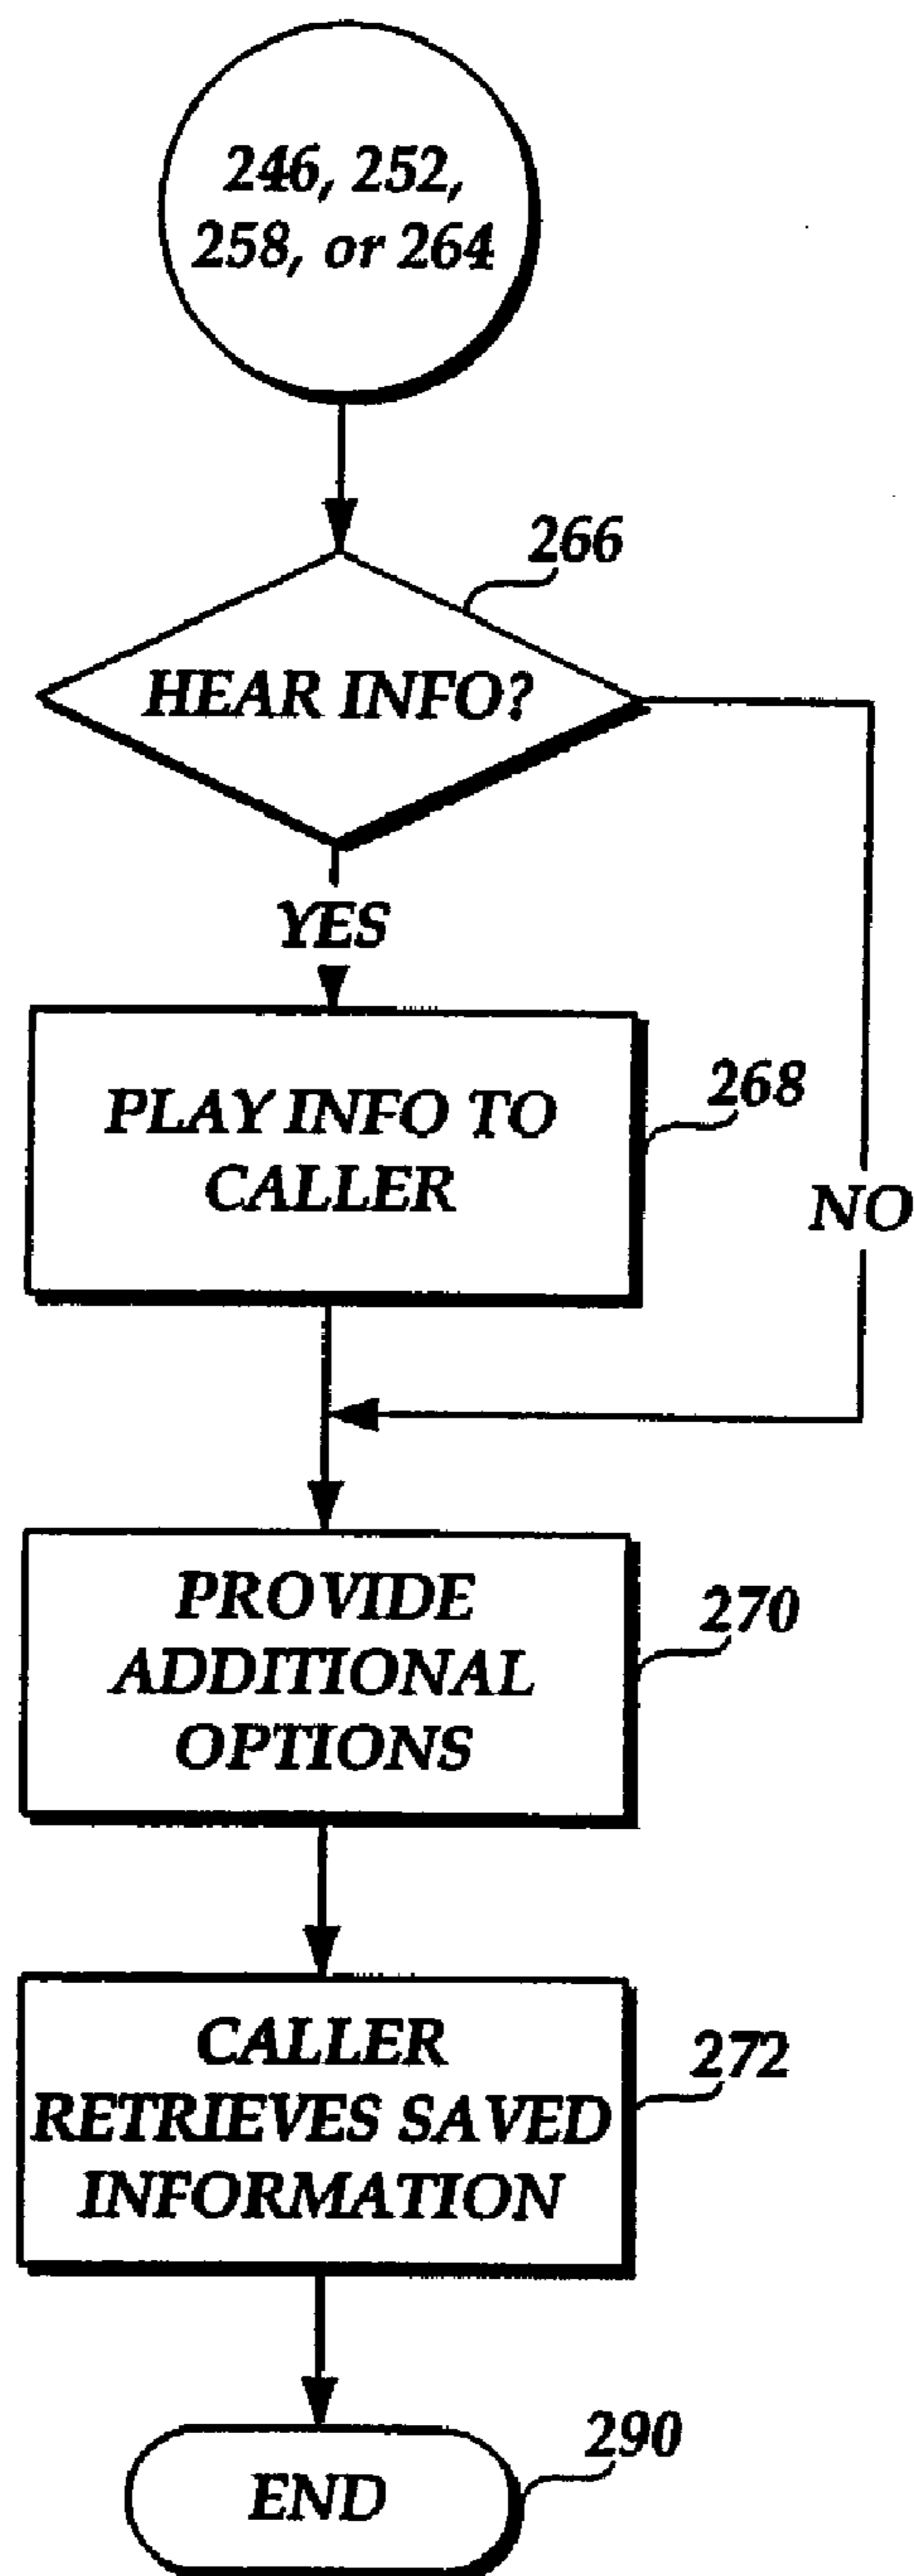 246, 252,
258, or 264
266
HEAR INFO?
YES
268
PLAY INFO TO
CALLER
NO
PROVIDE
ADDITIONAL
OPTIONS
270
CALLER
RETRIEVES SAVED
INFORMATION
272
290
END